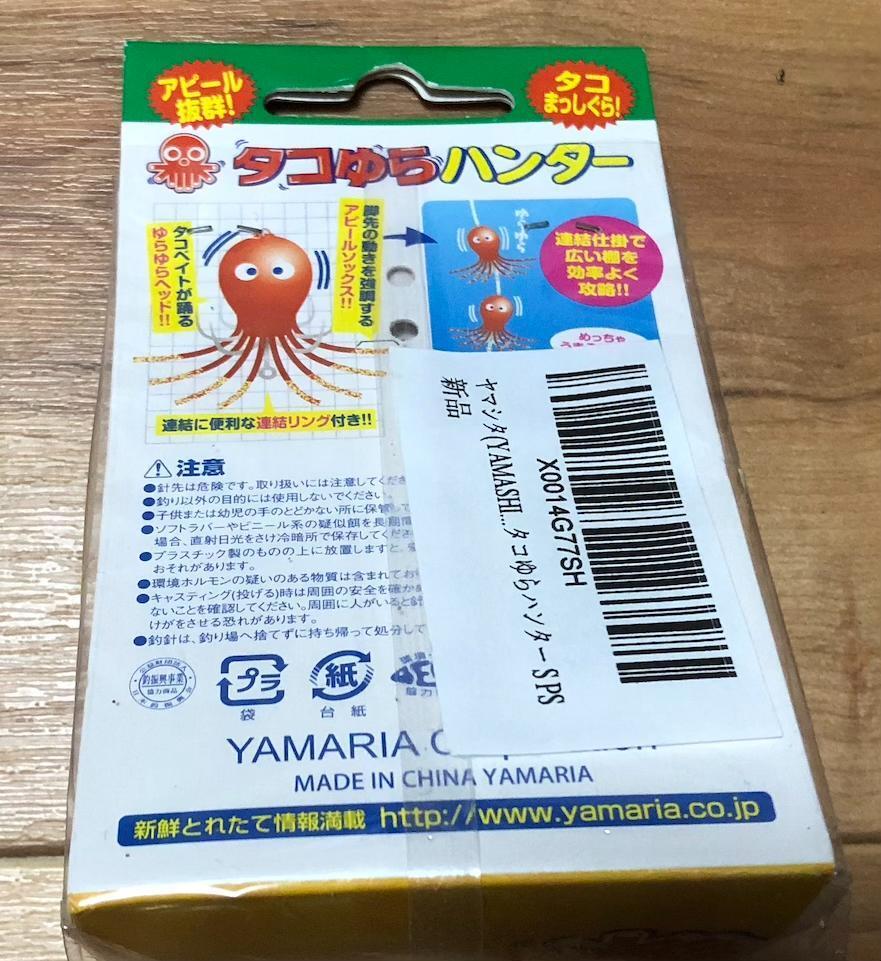 アピール
抜群!
タコ
まっしぐら!
タコゆらハンター
タコベイトが踊る
ゆらゆらヘッド!!
脚先の動きを強調する
アピールソックス!!
連結仕掛で
広い棚を
効率よく
攻略!!
めっちゃ
連結に便利な連結リング付き!!
注意
●針先は危険です。取り扱いには注意してくだ
●釣り以外の目的には使用しないでください。
●子供または幼児の手のとどかない所に保管
●ソフトラバーやビニール系の疑似餌を長期
場合、直射日光をさけ冷暗所で保存してくだ
●プラスチック製のものの上に放置しますと、
おそれがあります。
●環境ホルモンの疑いのある物質は含まれてお
●キャスティング(投げる)時は周囲の安全を確か
ないことを確認してください。周囲に人がいると
けがをさせる恐れがあります。
●釣針は、釣り場へ捨てずに持ち帰って処分して
釣振興事業
協力商品
プラ
袋
紙
台紙
YAMARIA
MADE IN CHINA YAMARIA
新鮮とれたて情報満載 http://www.yamaria.co.jp
X0014G77SH
ヤマシタ(YAMASHI... タコゆらハンター S PS
新品